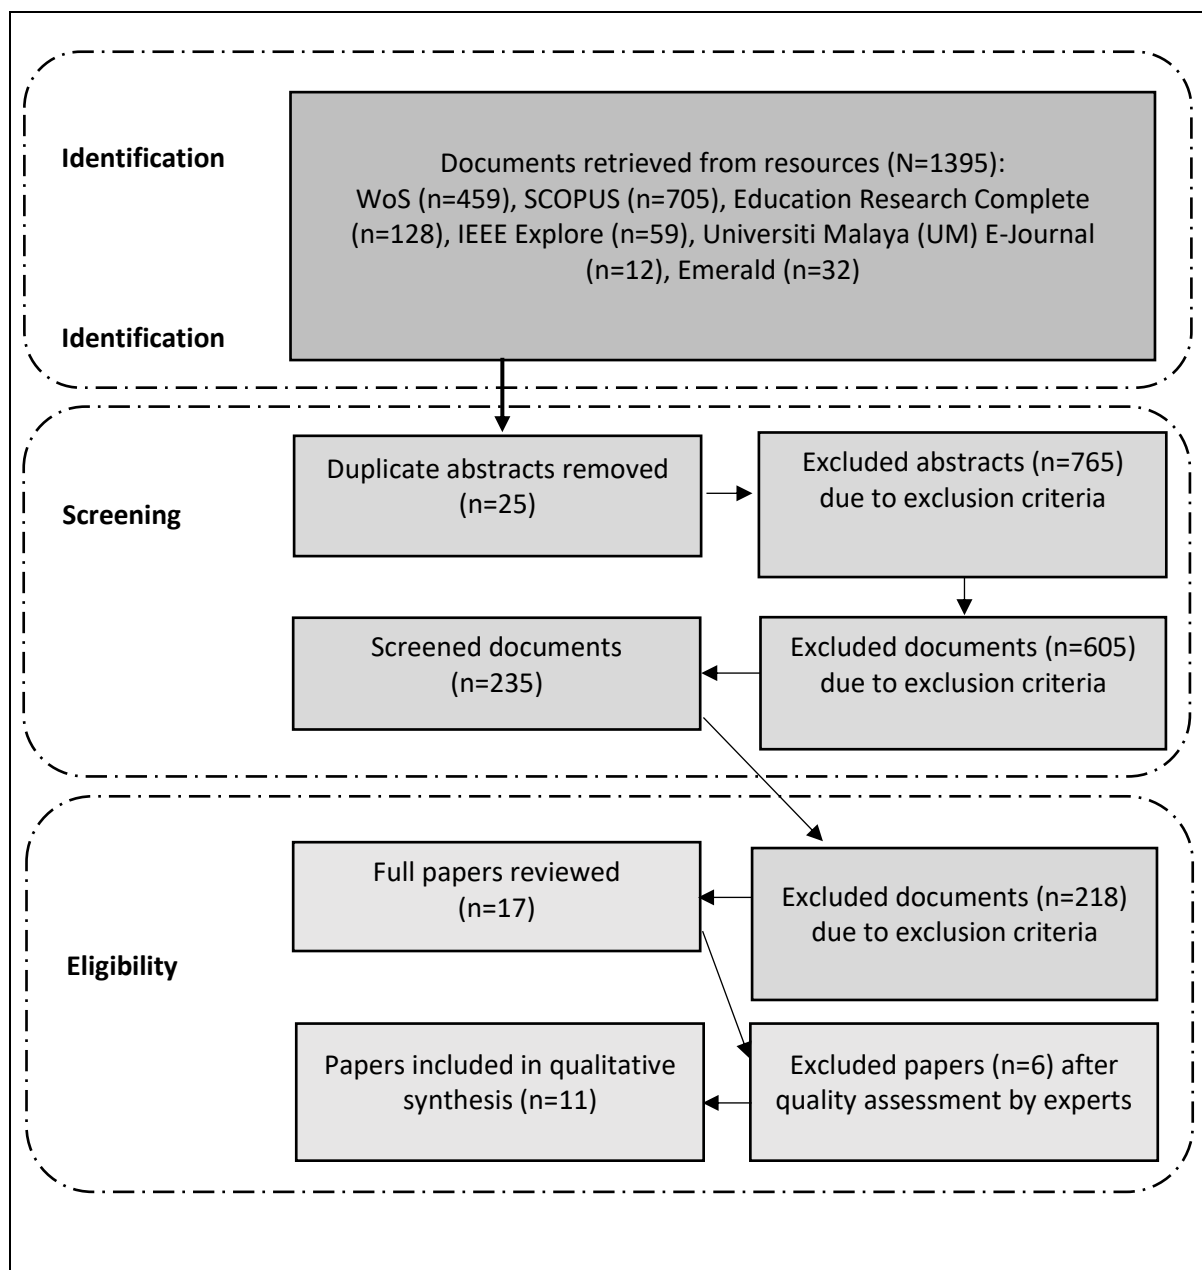 Identification
Documents retrieved from resources (N=1395):
WoS (n=459), SCOPUS (n=705), Education Research Complete
(n=128), IEEE Explore (n=59), Universiti Malaya (UM) E-Journal
(n=12), Emerald (n=32)
Identification
Screening
Duplicate abstracts removed
(n=25)
Excluded abstracts (n=765)
due to exclusion criteria
Screened documents
(n=235)
Excluded documents (n=605)
due to exclusion criteria
Eligibility
Full papers reviewed
(n=17)
Excluded documents (n=218)
due to exclusion criteria
Papers included in qualitative
synthesis (n=11)
Excluded papers (n=6) after
quality assessment by experts